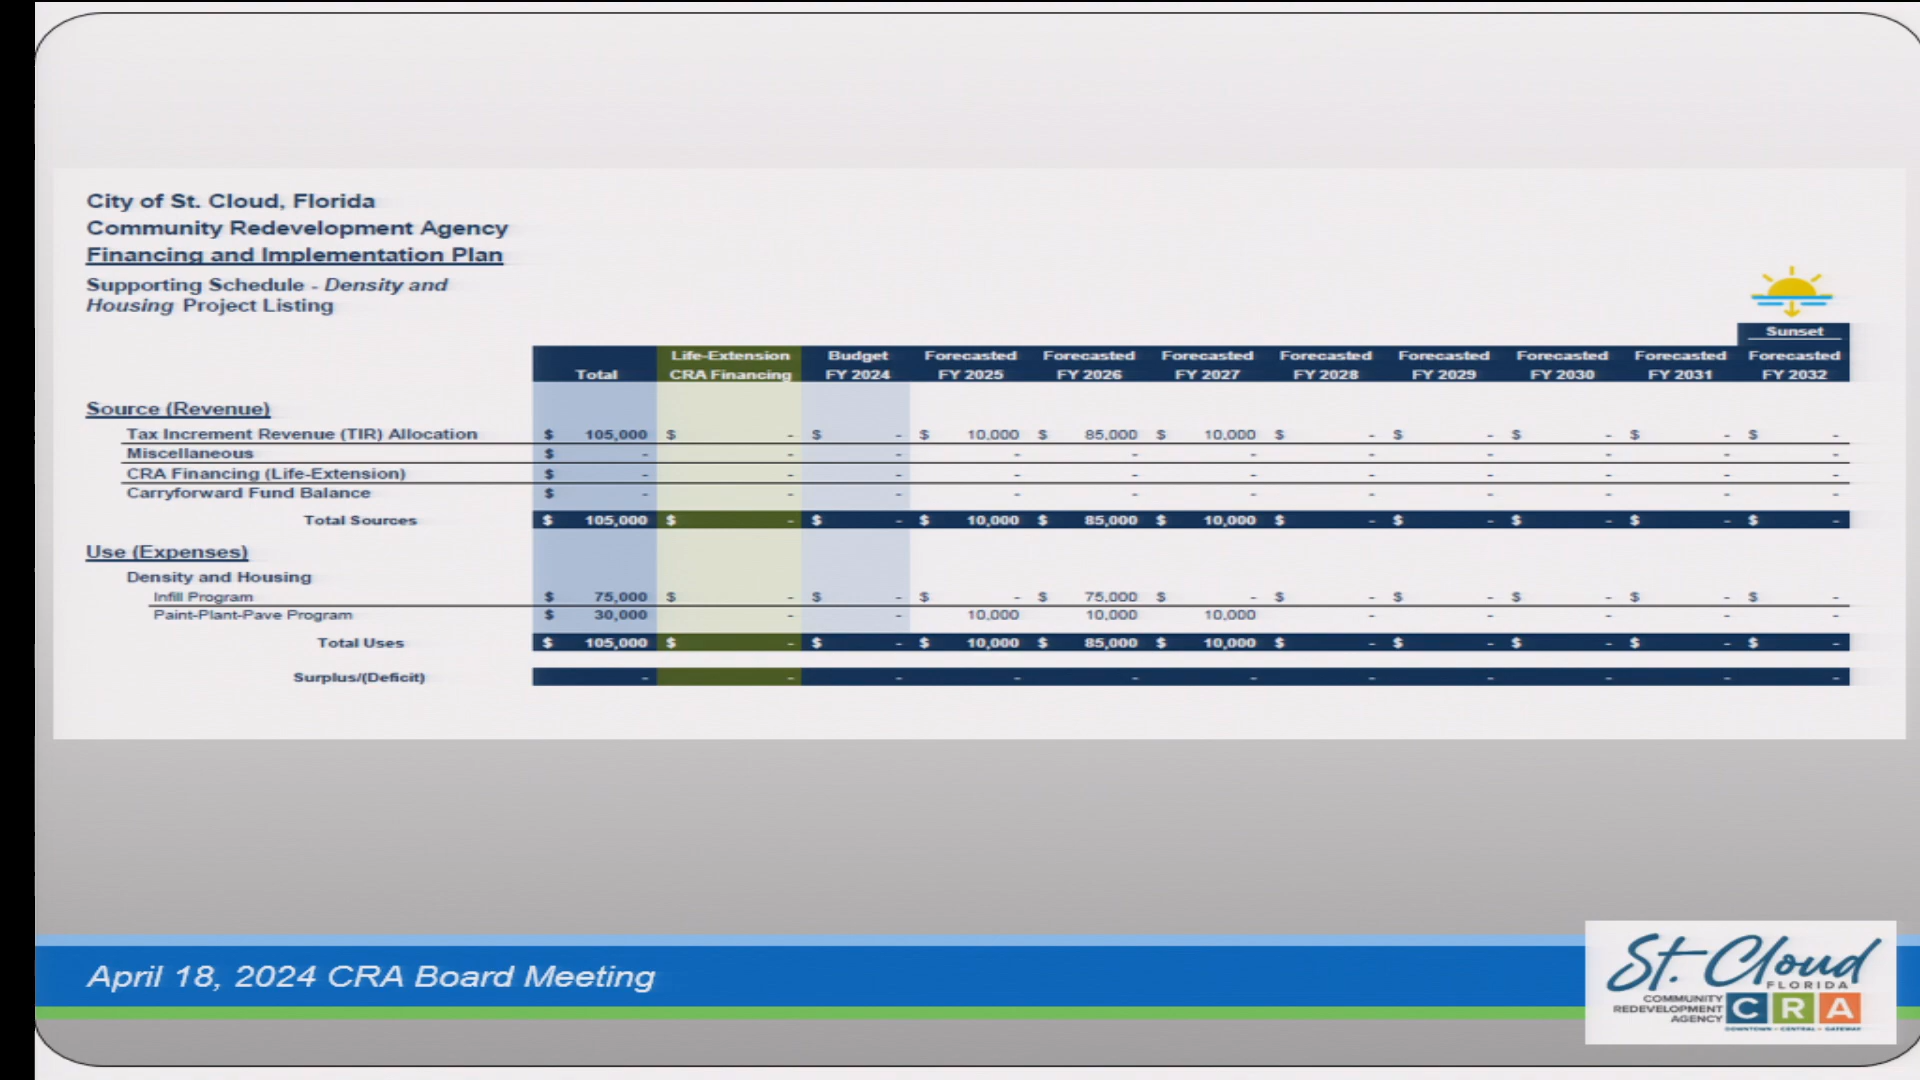 City of St. Cloud, Florida
Community Redevelopment Agency
Financing and Implementation Plan
Supporting Schedule - Density and
Housing Project Listing
Sunset
Life-Extension Budget Forecasted Forecasted Forecasted Forecasted Forecasted Forecasted Forecasted Forecasted
Total CRA Financing FY 2024 FY 2025 FY 2026 FY 2027 FY 2028 FY 2029 FY 2030 FY 2031 FY 2032
Source (Revenue)
Tax Increment Revenue (TIR) Allocation $ 105,000 $ - $ - $ 10,000 $ 85,000 $ 10,000 $ - $ - $ - $ - $ -
Miscellaneous $ - - - - - - - - - - -
CRA Financing (Life-Extension) $ - - - - - - - - - - -
Carryforward Fund Balance $ - - - - - - - - - - -
Total Sources $ 105,000 $ - $ - $ 10,000 $ 85,000 $ 10,000 $ - $ - $ - $ - $ -
Use (Expenses)
Density and Housing
Infill Program $ 75,000 $ - $ - $ - $ 75,000 $ - $ - $ - $ - $ - $ -
Paint-Plant-Pave Program $ 30,000 - - 10,000 10,000 10,000 - - - - -
Total Uses $ 105,000 $ - $ - $ 10,000 $ 85,000 $ 10,000 $ - $ - $ - $ - $ -
Surplus/(Deficit) - - - - - - - - - - -
April 18, 2024 CRA Board Meeting
St. Cloud
FLORIDA
COMMUNITY
REDEVELOPMENT
AGENCY
CRA
DOWNTOWN - CENTRAL - GATEWAY